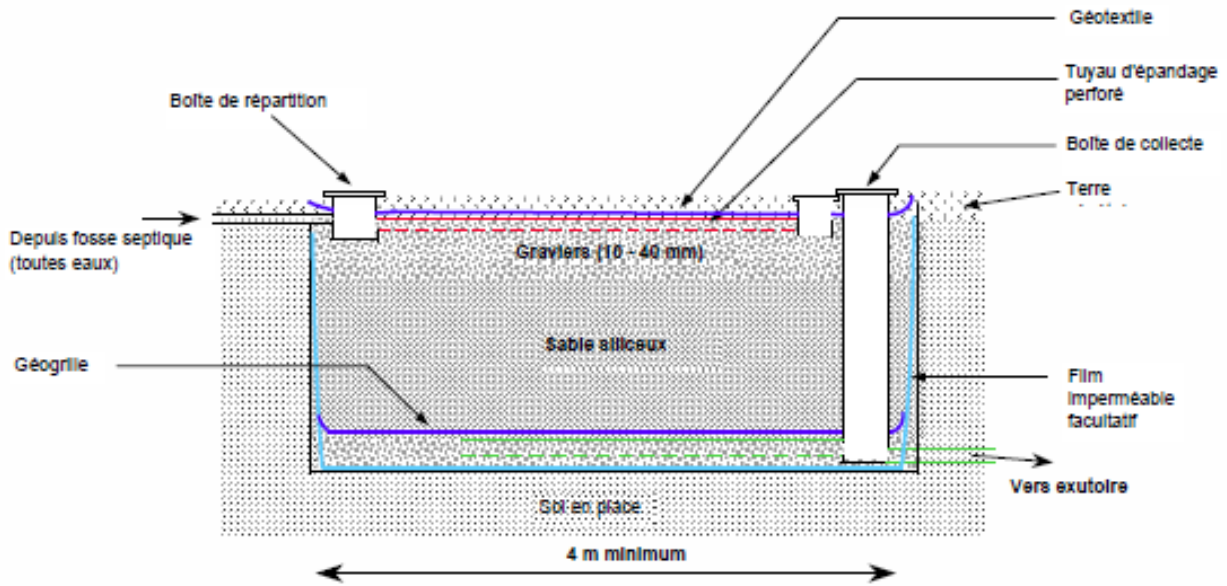 Géotextile
Tuyau d'épandage
perforé
Boîte de répartition
Boîte de collecte
Terre
Depuis fosse septique
(toutes eaux)
Graviers (10 - 40 mm)
Sable siliceux
Géogrille
Film
imperméable
facultatif
Vers exutoire
Sol en place
4 m minimum